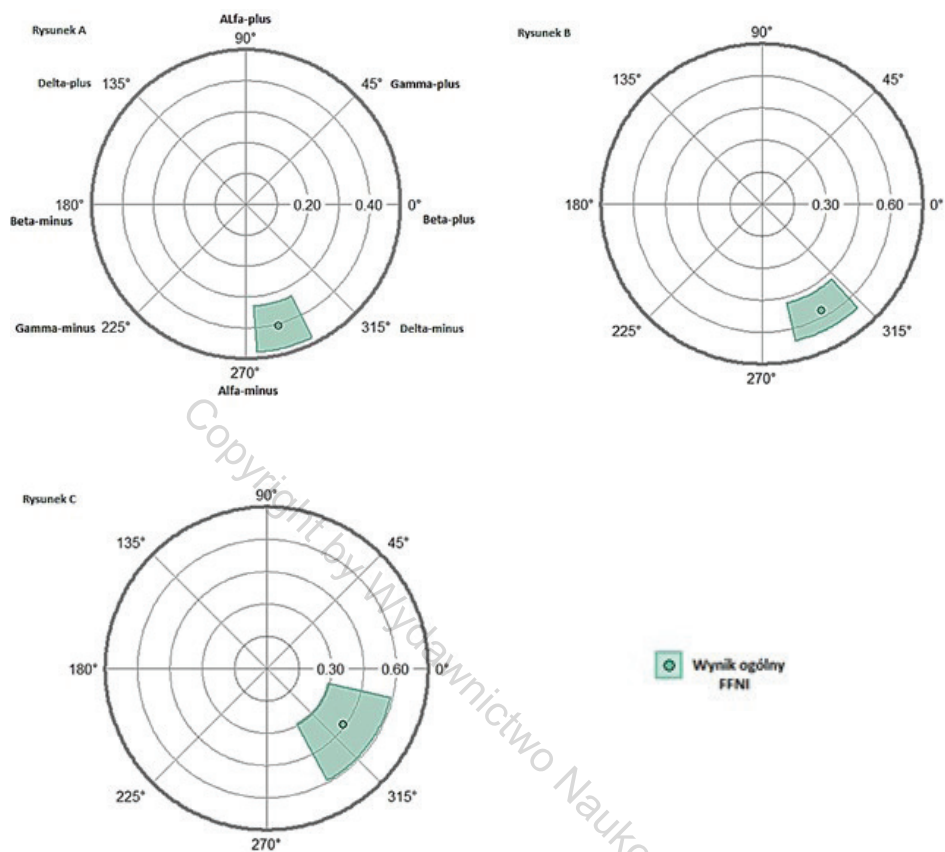 Rysunek A
ALfa-plus
90°
Delta-plus 135°
45° Gamma-plus
180°
Beta-minus
0.20 0.40 0°
Beta-plus
Gamma-minus 225°
315° Delta-minus
270°
Alfa-minus
Rysunek B
90°
135°
45°
180°
0.30 0.60 0°
225°
315°
270°
Rysunek C
90°
135°
45°
180°
0.30 0.60 0°
225°
315°
270°
Wynik ogólny
FFNI
Copyright by Wydawnictwo Nauko